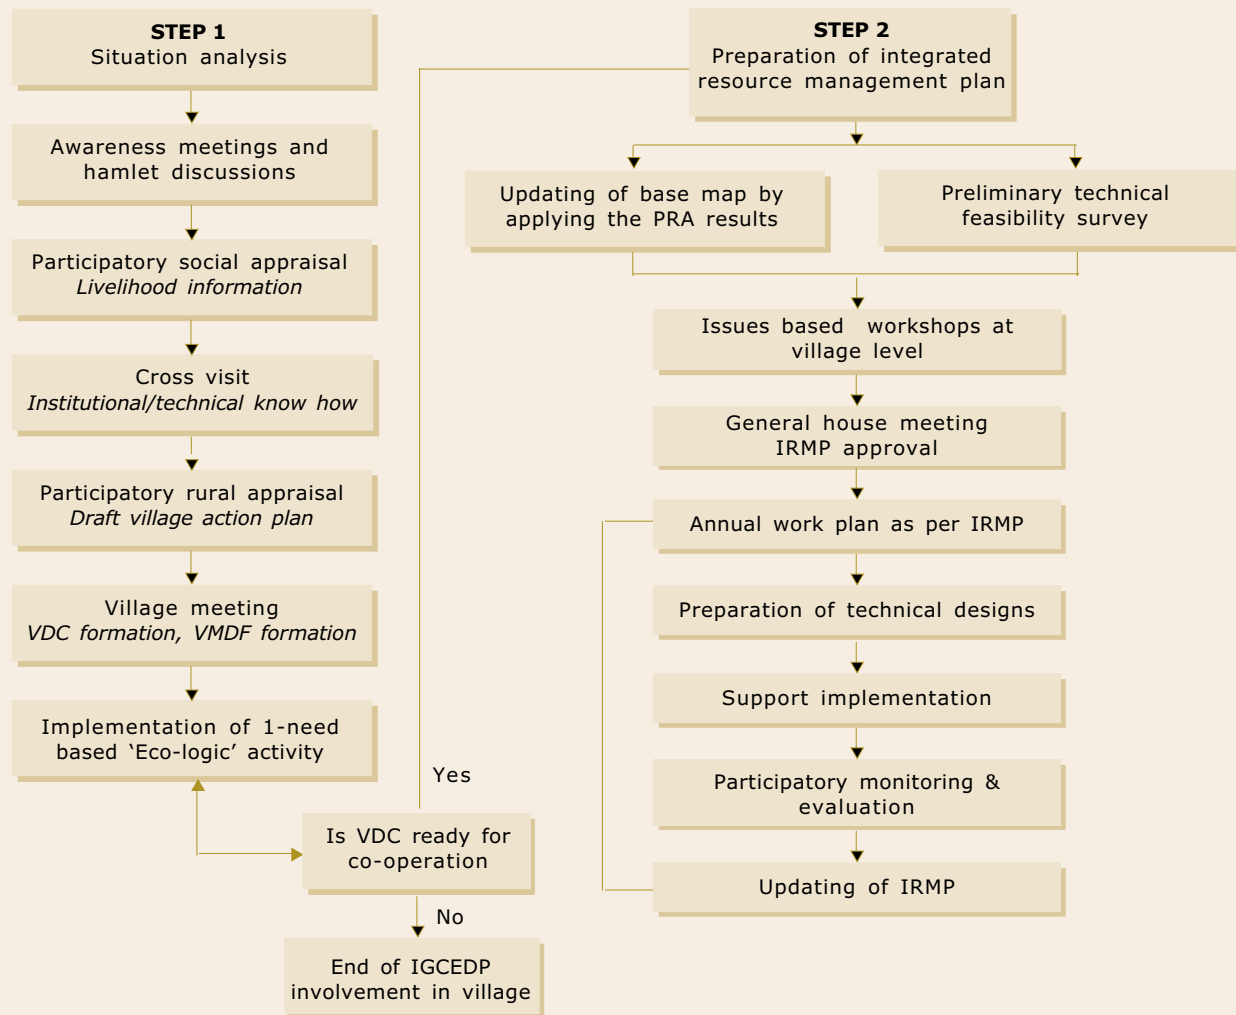 STEP 1
Situation analysis
Awareness meetings and
hamlet discussions
Participatory social appraisal
Livelihood information
Cross visit
Institutional/technical know how
Participatory rural appraisal
Draft village action plan
Village meeting
VDC formation, VMDF formation
Implementation of 1-need
based ‘Eco-logic’ activity
Yes
Is VDC ready for
co-operation
No
End of IGCEDP
involvement in village
STEP 2
Preparation of integrated
resource management plan
Updating of base map by
applying the PRA results
Preliminary technical
feasibility survey
Issues based workshops at
village level
General house meeting
IRMP approval
Annual work plan as per IRMP
Preparation of technical designs
Support implementation
Participatory monitoring &
evaluation
Updating of IRMP